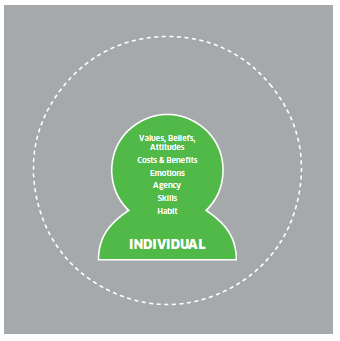 Values, Beliefs,
Attitudes
Costs & Benefits
Emotions
Agency
Skills
Habit
INDIVIDUAL